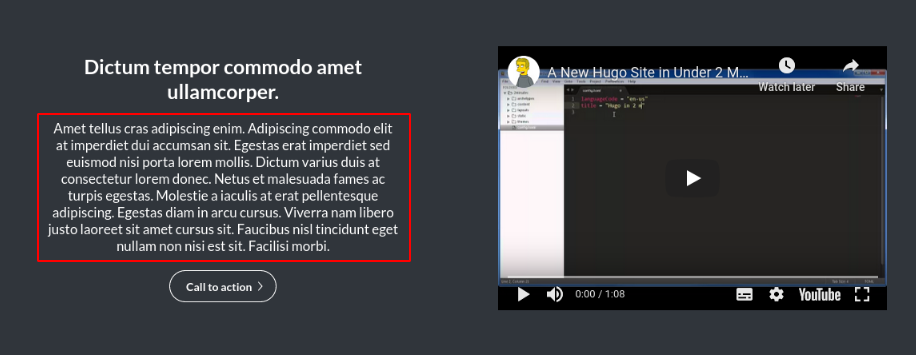 Dictum tempor commodo amet
ullamcorper.
Amet tellus cras adipiscing enim. Adipiscing commodo elit
at imperdiet dui accumsan sit. Egestas erat imperdiet sed
euismod nisi porta lorem mollis. Dictum varius duis at
consectetur lorem donec. Netus et malesuada fames ac
turpis egestas. Molestie a iaculis at erat pellentesque
adipiscing. Egestas diam in arcu cursus. Viverra nam libero
justo laoreet sit amet cursus sit. Faucibus nisl tincidunt eget
nullam non nisi est sit. Facilisi morbi.
Call to action
A New Hugo Site in Under 2 M...
Watch later
Share
languageCode = "en-us"
title = "Hugo in 2 m"
0:00 / 1:08
YouTube